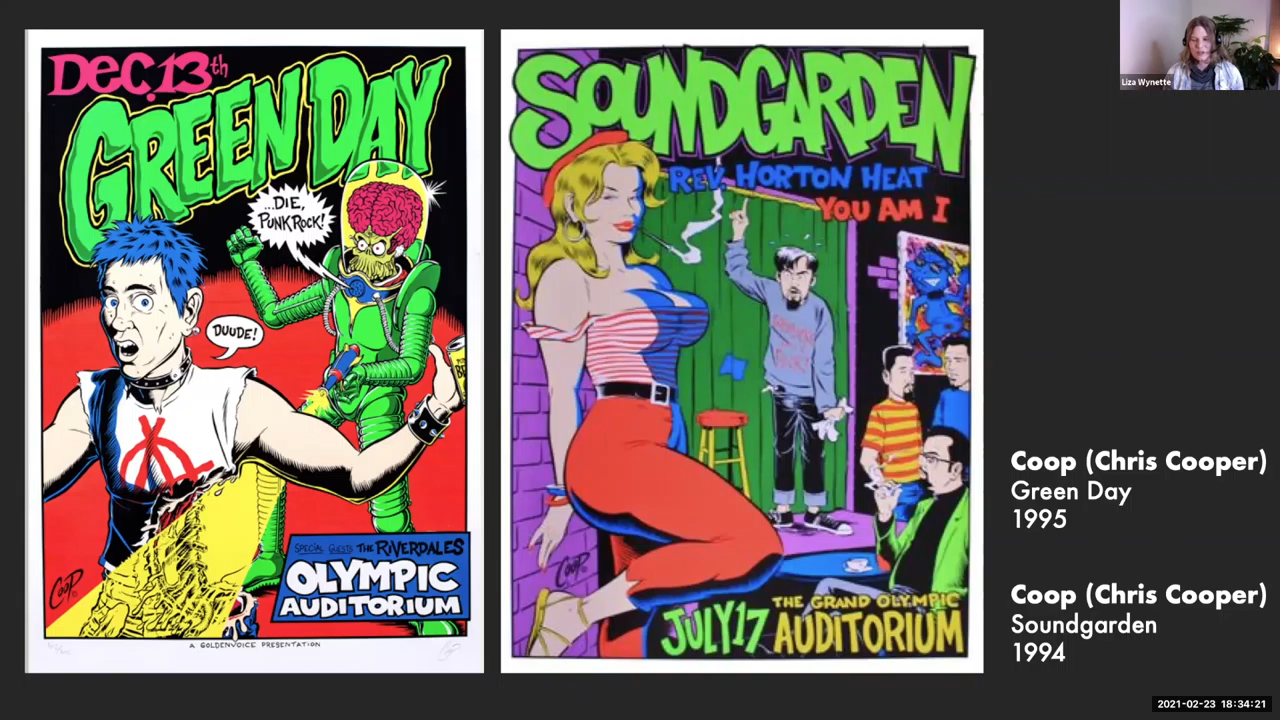 DEC. 13th
GREEN DAY
...DIE,
PUNK ROCK!
DUUDE!
COOP
SPECIAL GUESTS THE RIVERDALES
OLYMPIC
AUDITORIUM
A GOLDENVOICE PRESENTATION
SOUNDGARDEN
REV. HORTON HEAT
YOU AM I
COOP
JULY 17
THE GRAND OLYMPIC
AUDITORIUM
Liza Wynette
Coop (Chris Cooper)
Green Day
1995
Coop (Chris Cooper)
Soundgarden
1994
2021-02-23 18:34:21